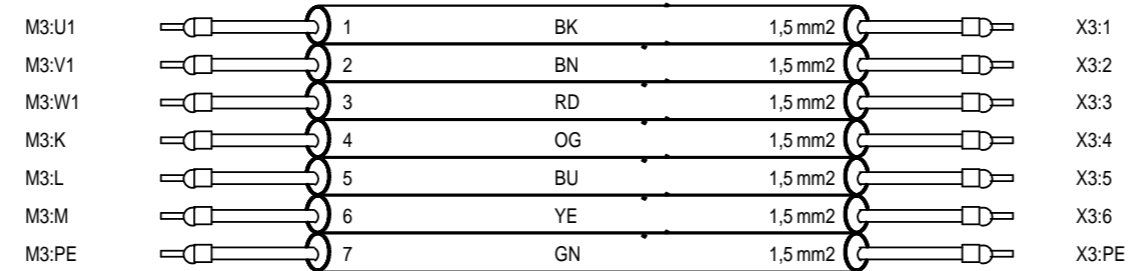 M3:U1 1 BK 1,5 mm2 X3:1
M3:V1 2 BN 1,5 mm2 X3:2
M3:W1 3 RD 1,5 mm2 X3:3
M3:K 4 OG 1,5 mm2 X3:4
M3:L 5 BU 1,5 mm2 X3:5
M3:M 6 YE 1,5 mm2 X3:6
M3:PE 7 GN 1,5 mm2 X3:PE